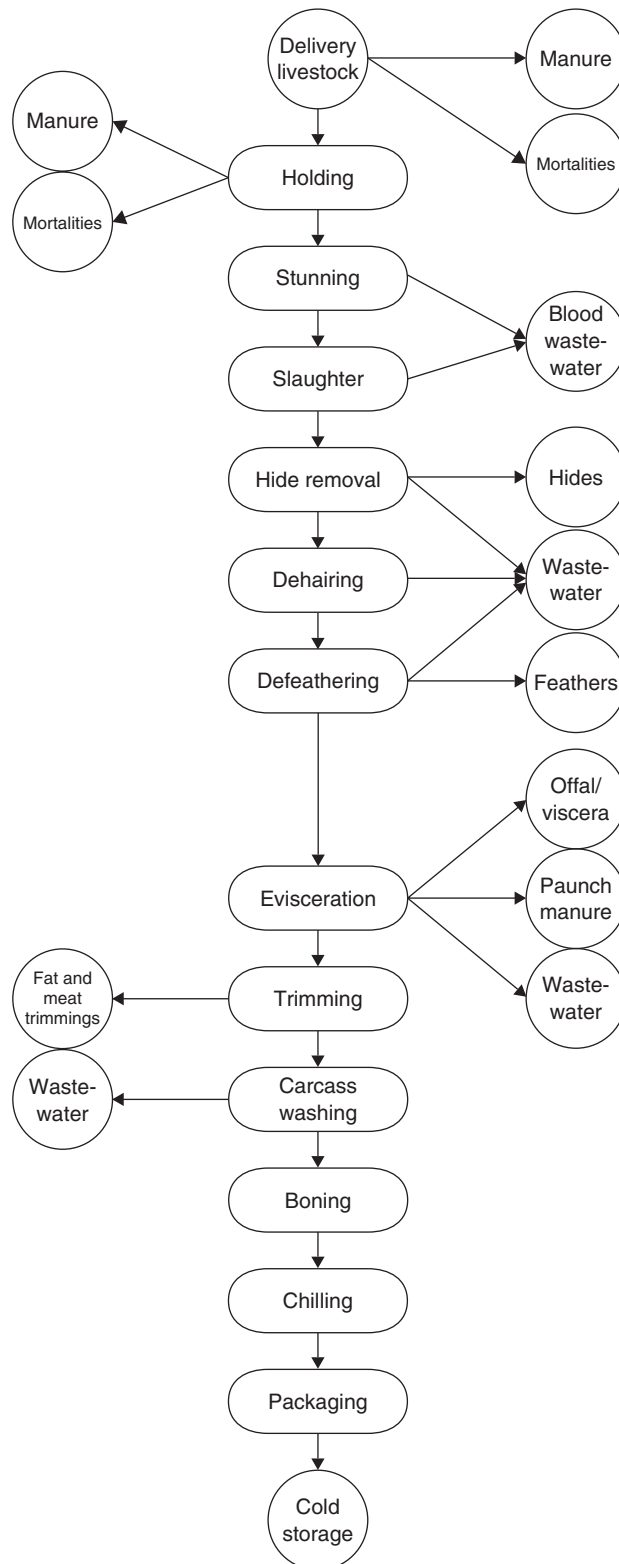 Delivery
livestock
Manure
Mortalities
Manure
Mortalities
Holding
Stunning
Blood
waste-
water
Slaughter
Hide removal
Hides
Dehairing
Waste-
water
Defeathering
Feathers
Offal/
viscera
Evisceration
Paunch
manure
Waste-
water
Fat and
meat
trimmings
Trimming
Waste-
water
Carcass
washing
Boning
Chilling
Packaging
Cold
storage